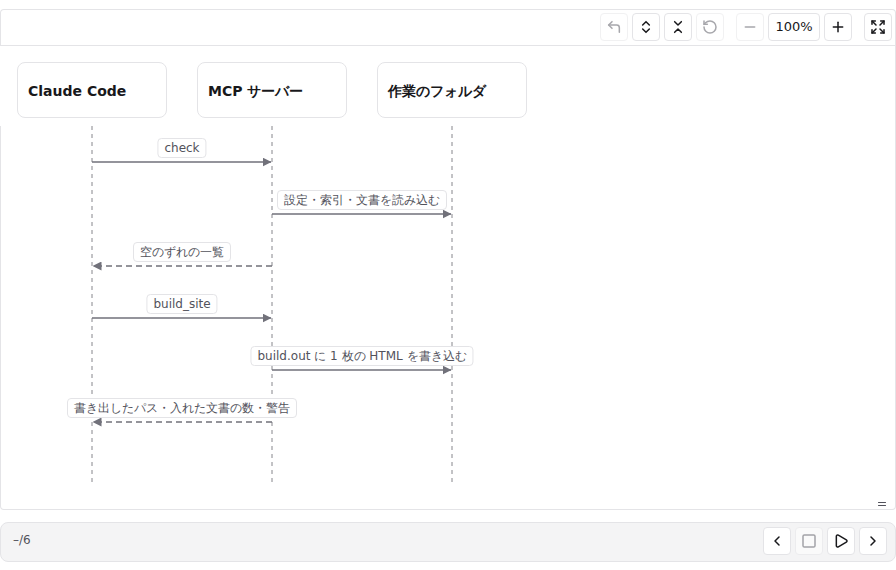 100%
Claude Code
MCP サーバー
作業のフォルダ
check
設定・索引・文書を読み込む
空のずれの一覧
build_site
build.out に 1 枚の HTML を書き込む
書き出したパス・入れた文書の数・警告
–/6